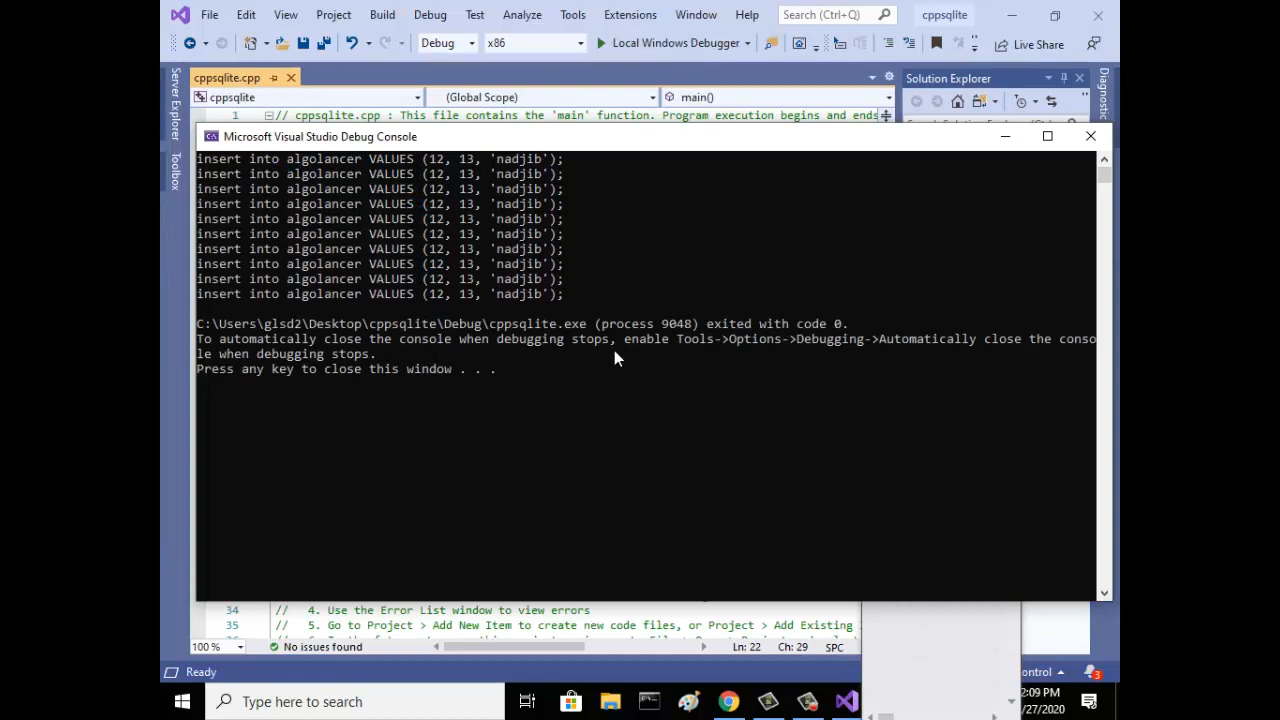 File Edit View Project Build Debug Test Analyze Tools Extensions Window Help Search (Ctrl+Q) cppsqlite
Debug x86 Local Windows Debugger Live Share
cppsqlite.cpp Solution Explorer
cppsqlite (Global Scope) main()
1 // cppsqlite.cpp : This file contains the 'main' function. Program execution begins and ends
Server Explorer
Toolbox
Diagnostic
Microsoft Visual Studio Debug Console
insert into algolancer VALUES (12, 13, 'nadjib');
insert into algolancer VALUES (12, 13, 'nadjib');
insert into algolancer VALUES (12, 13, 'nadjib');
insert into algolancer VALUES (12, 13, 'nadjib');
insert into algolancer VALUES (12, 13, 'nadjib');
insert into algolancer VALUES (12, 13, 'nadjib');
insert into algolancer VALUES (12, 13, 'nadjib');
insert into algolancer VALUES (12, 13, 'nadjib');
insert into algolancer VALUES (12, 13, 'nadjib');
insert into algolancer VALUES (12, 13, 'nadjib');
C:\Users\glsd2\Desktop\cppsqlite\Debug\cppsqlite.exe (process 9048) exited with code 0.
To automatically close the console when debugging stops, enable Tools->Options->Debugging->Automatically close the conso
le when debugging stops.
Press any key to close this window . . .
34 // 4. Use the Error List window to view errors
35 // 5. Go to Project > Add New Item to create new code files, or Project > Add Existing
100 % No issues found Ln: 22 Ch: 29 SPC
Ready ontrol 3
Type here to search 2:09 PM
/27/2020